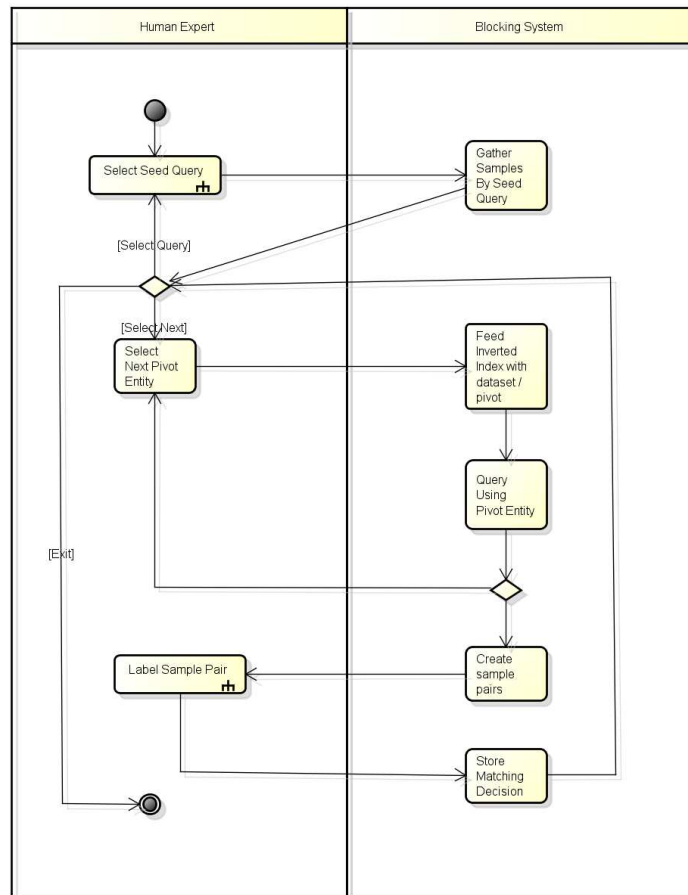 Human Expert
Blocking System
Select Seed Query
Gather
Samples
By Seed
Query
[Select Query]
[Select Next]
Select
Next Pivot
Entity
Feed
Inverted
Index with
dataset /
pivot
Query
Using
Pivot Entity
[Exit]
Label Sample Pair
Create
sample
pairs
Store
Matching
Decision